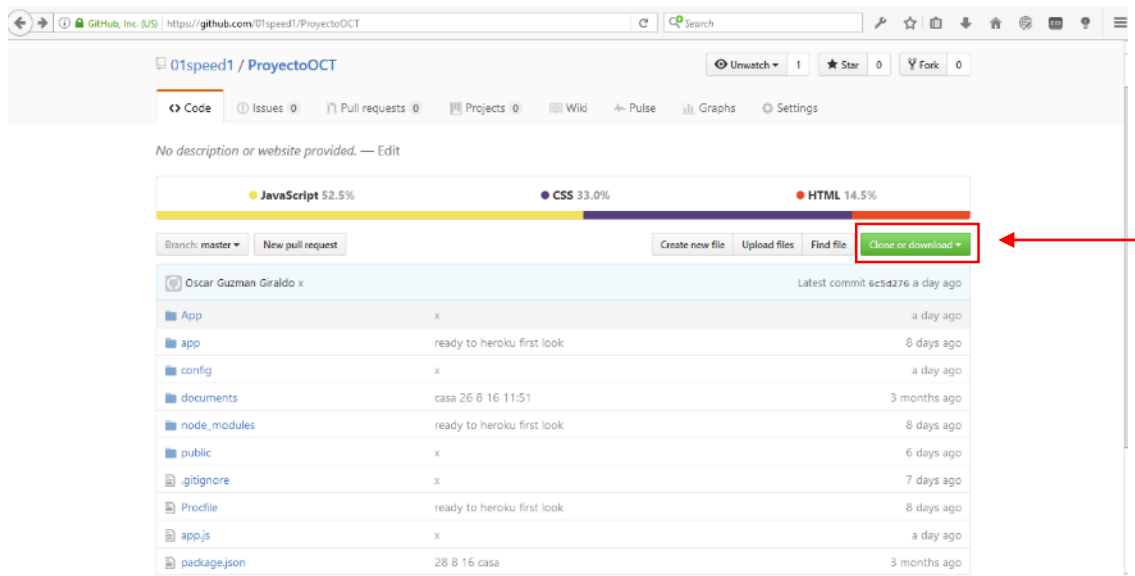 GitHub, Inc. (US) https://github.com/01speed1/ProyectoOCT Search
01speed1 / ProyectoOCT Unwatch 1 Star 0 Fork 0
Code Issues 0 Pull requests 0 Projects 0 Wiki Pulse Graphs Settings
No description or website provided. — Edit
JavaScript 52.5% CSS 33.0% HTML 14.5%
Branch: master New pull request Create new file Upload files Find file Clone or download
Oscar Guzman Giraldo x Latest commit 6c5d276 a day ago
App x a day ago
app ready to heroku first look 8 days ago
config x a day ago
documents casa 26 8 16 11:51 3 months ago
node_modules ready to heroku first look 8 days ago
public x 6 days ago
.gitignore x 7 days ago
Procfile ready to heroku first look 8 days ago
app.js x a day ago
package.json 28 8 16 casa 3 months ago